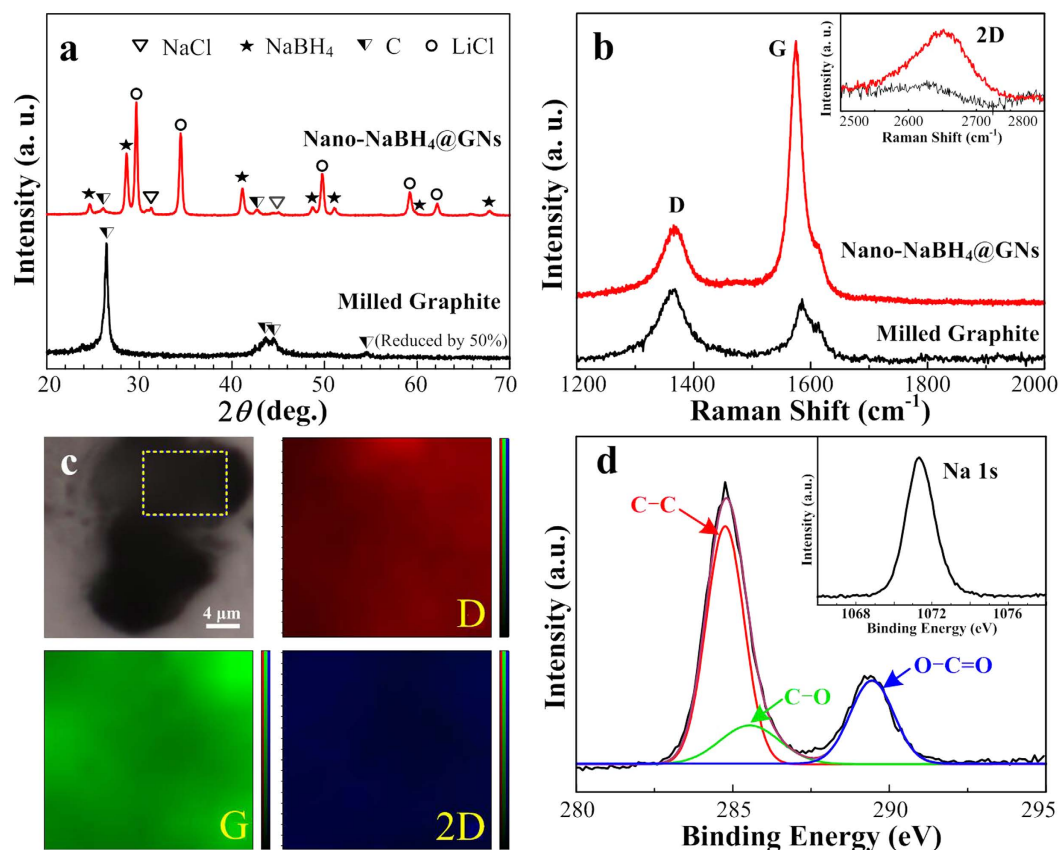 a
NaCl NaBH₄ C LiCl
Nano-NaBH₄@GNs
Milled Graphite
(Reduced by 50%)
Intensity (a. u.)
20 30 40 50 60 70
2θ (deg.)
b
G
D
2D
Intensity (a. u.)
2500 2600 2700 2800
Raman Shift (cm⁻¹)
Nano-NaBH₄@GNs
Milled Graphite
Intensity (a. u.)
1200 1400 1600 1800 2000
Raman Shift (cm⁻¹)
c
4 μm
D
G
2D
d
C−C
C−O
O−C=O
Na 1s
Intensity (a.u.)
1068 1072 1076
Binding Energy (eV)
Intensity (a.u.)
280 285 290 295
Binding Energy (eV)